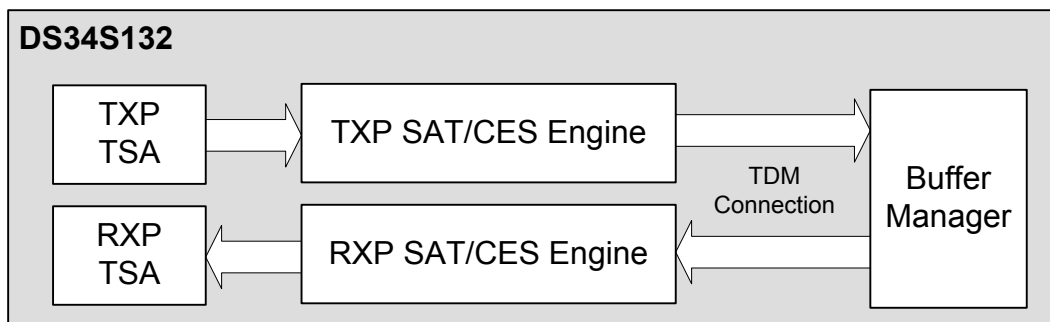 DS34S132
TXP
TSA
TXP SAT/CES Engine
TDM
Connection
Buffer
Manager
RXP
TSA
RXP SAT/CES Engine